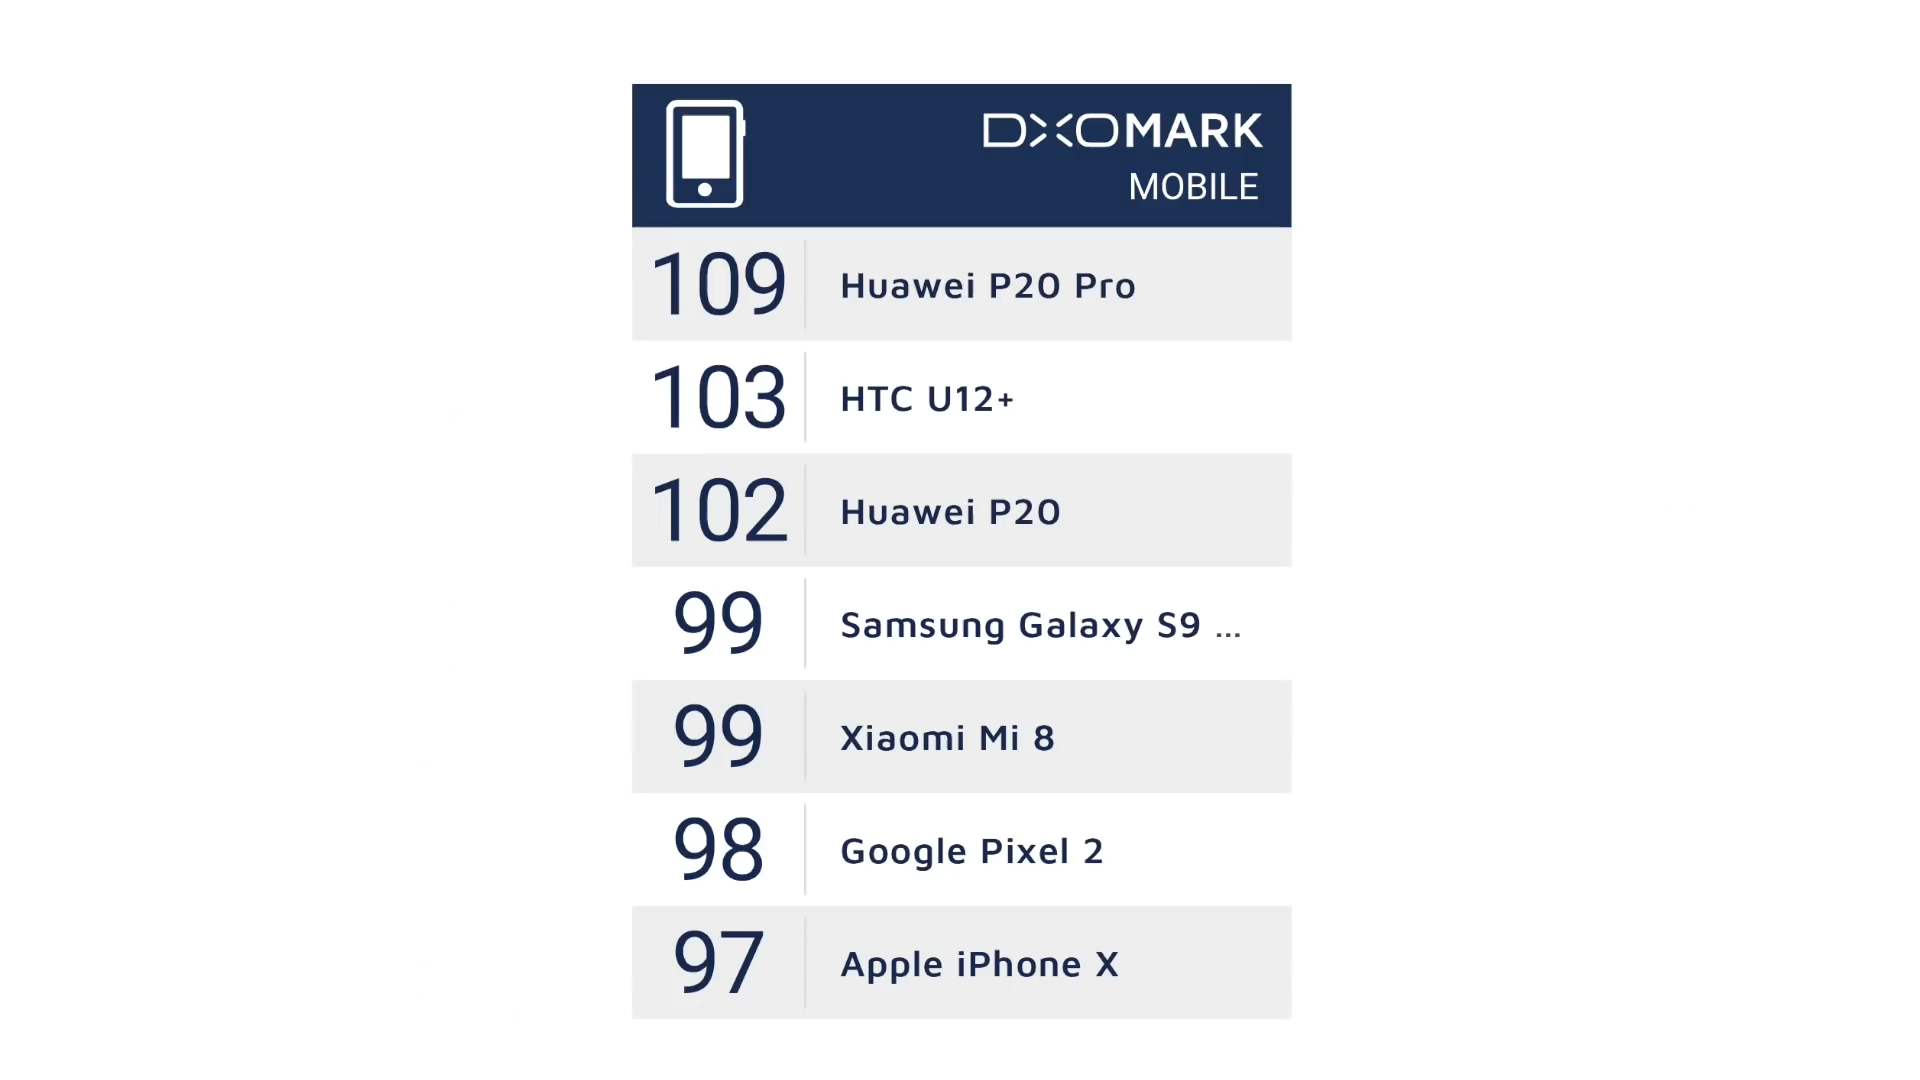 DXOMARK
MOBILE
109 Huawei P20 Pro
103 HTC U12+
102 Huawei P20
99 Samsung Galaxy S9 ...
99 Xiaomi Mi 8
98 Google Pixel 2
97 Apple iPhone X